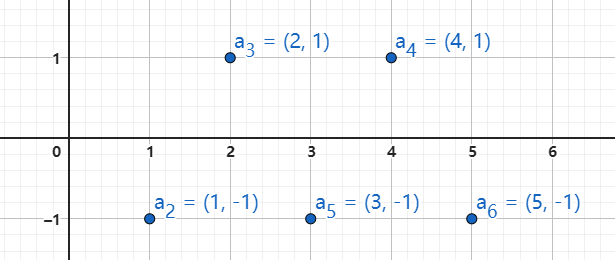 a3 = (2, 1)
a4 = (4, 1)
1
0
1
2
3
4
5
6
a2 = (1, -1)
a5 = (3, -1)
a6 = (5, -1)
–1